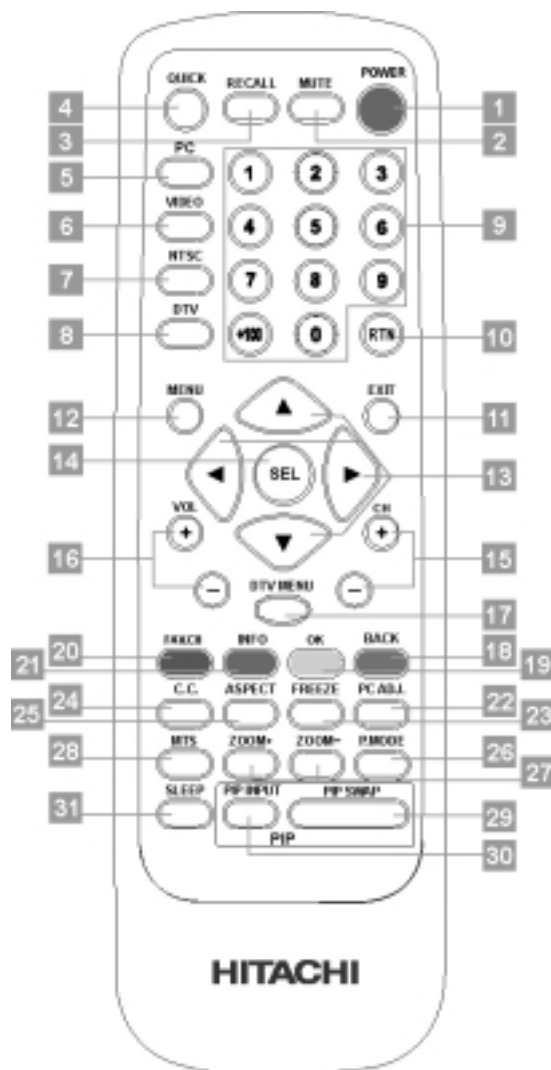 QUICK RECALL MUTE POWER
4 1
3 2
PC
5 1 2 3
VIDEO
6 4 5 6 9
NTSC
7 7 8 9
DTV
8 +100 0 RTN 10
MENU EXIT
12 ▲ 11
14 ◀ SEL ▶ 13
VOL CH
+ +
16 15
− DTV MENU −
17
20 FAV.CH INFO OK BACK 18
21 19
24 C.C. ASPECT FREEZE PC ADJ. 22
25 23
28 MTS ZOOM+ ZOOM− P.MODE 26
27
31 SLEEP PIP INPUT PIP SWAP 29
PIP 30
HITACHI